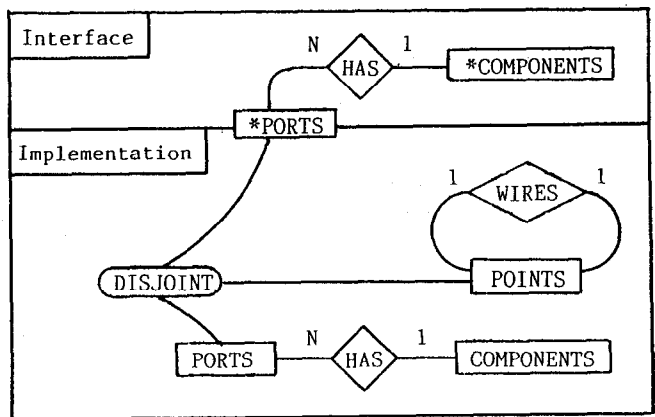 Interface
N
HAS
1
*COMPONENTS
*PORTS
Implementation
1
WIRES
1
DISJOINT
POINTS
PORTS
N
HAS
1
COMPONENTS